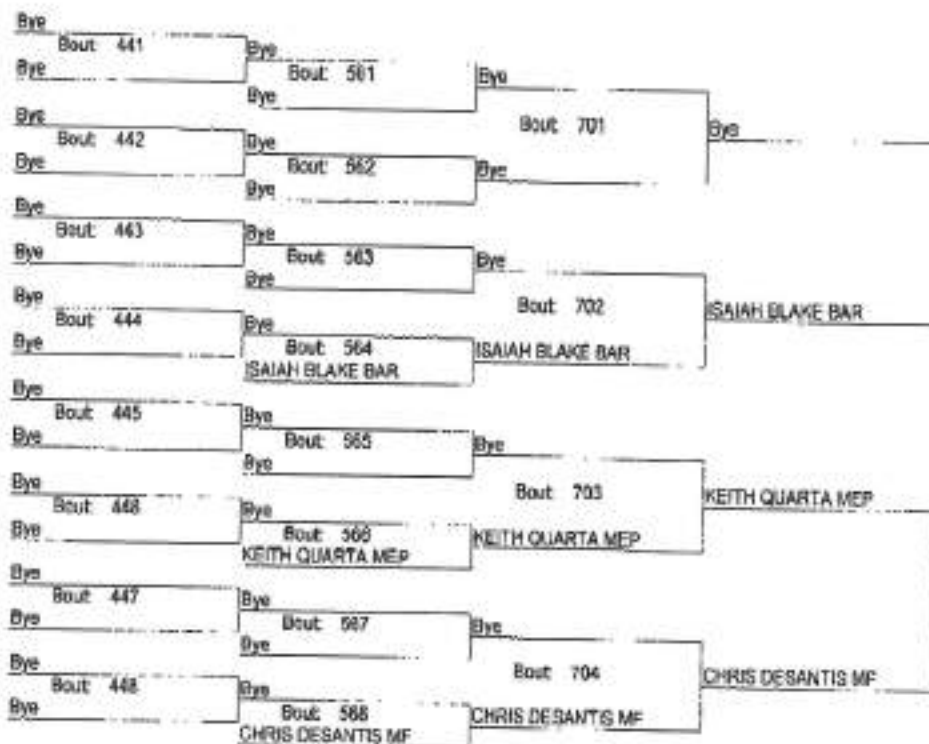 Bye
Bout 441
Bye
Bye
Bout 561
Bye
Bye
Bout 701
Bye
Bye
Bout 442
Bye
Bye
Bout 562
Bye
Bye
Bye
Bout 443
Bye
Bye
Bout 563
Bye
Bye
Bout 702
ISAIAH BLAKE BAR
Bye
Bout 444
Bye
Bye
Bout 564
ISAIAH BLAKE BAR
ISAIAH BLAKE BAR
Bye
Bout 445
Bye
Bye
Bout 565
Bye
Bye
Bout 703
KEITH QUARTA MEP
Bye
Bout 446
Bye
Bye
Bout 566
KEITH QUARTA MEP
KEITH QUARTA MEP
Bye
Bout 447
Bye
Bye
Bout 567
Bye
Bye
Bout 704
CHRIS DESANTIS MF
Bye
Bout 448
Bye
Bye
Bout 568
CHRIS DESANTIS MF
CHRIS DESANTIS MF